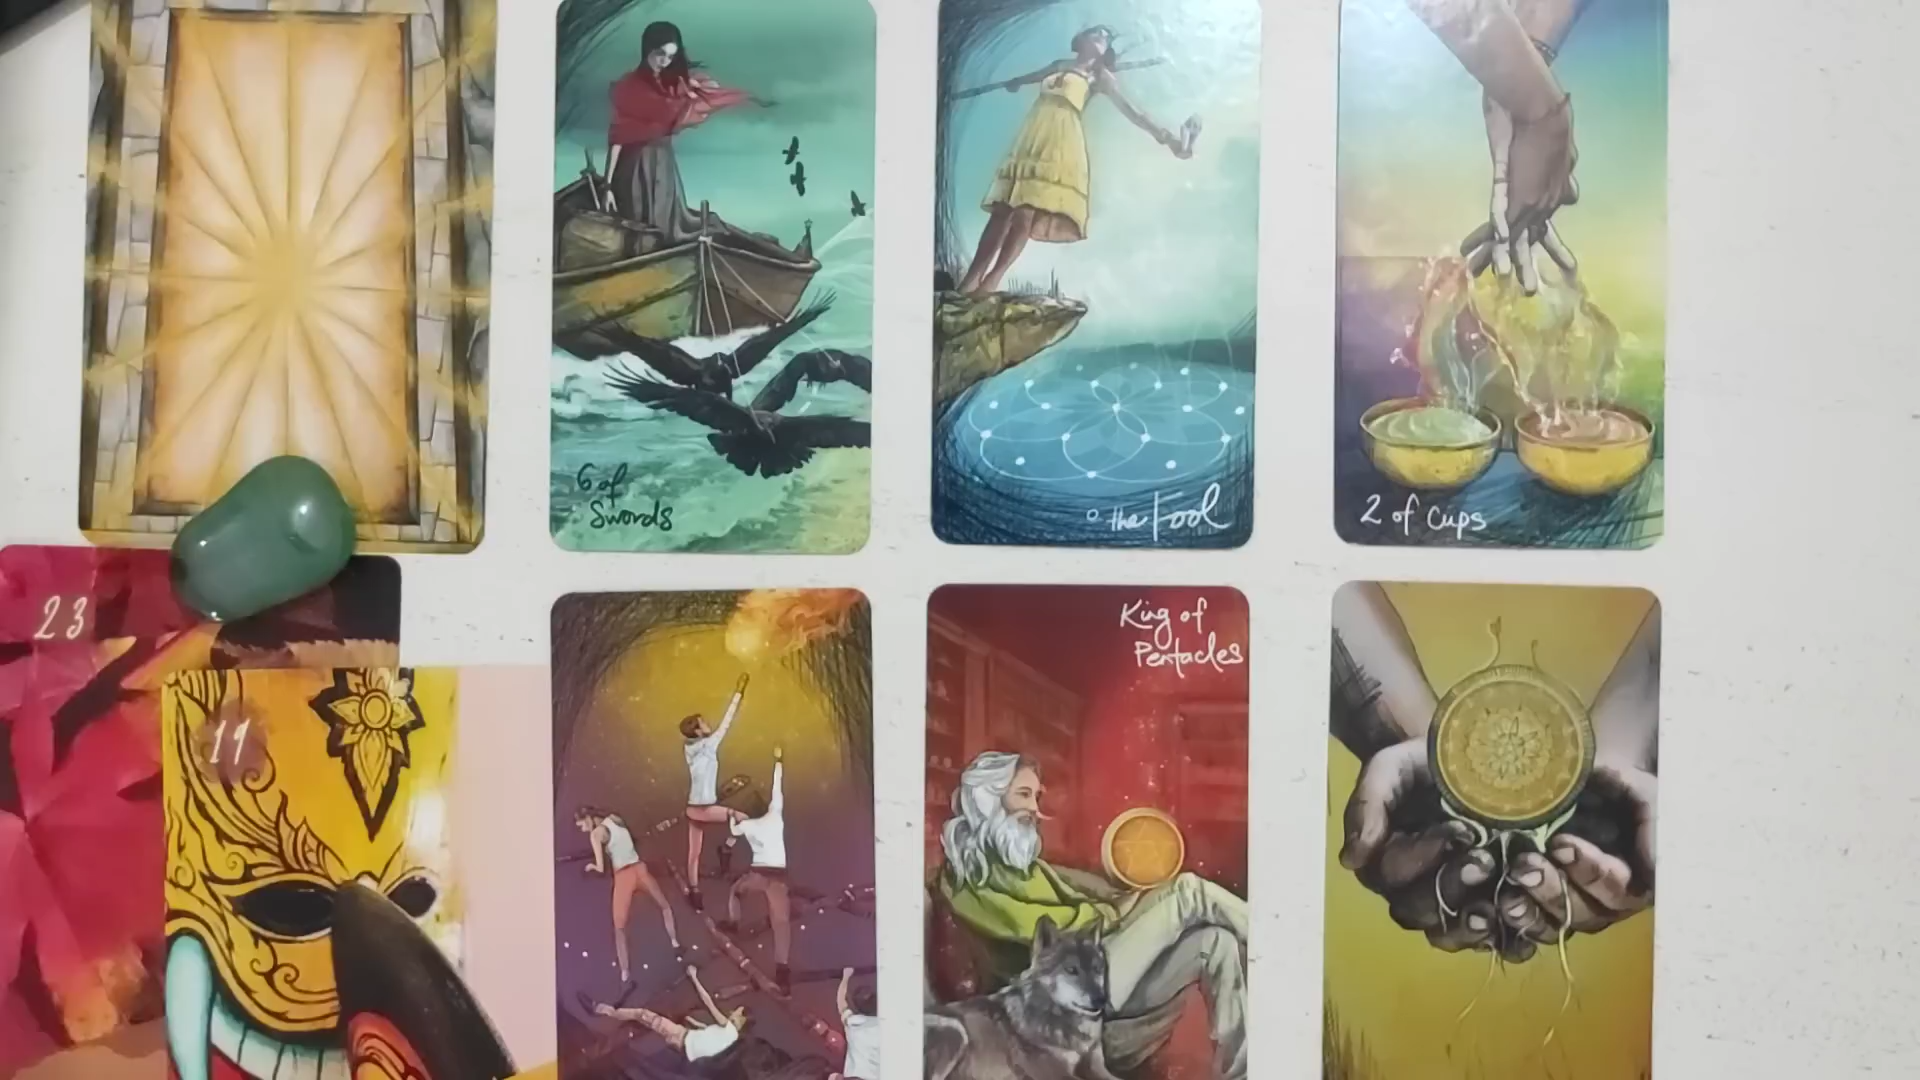 6 of
Swords
0 the Fool
2 of Cups
23
11
King of
Pentacles